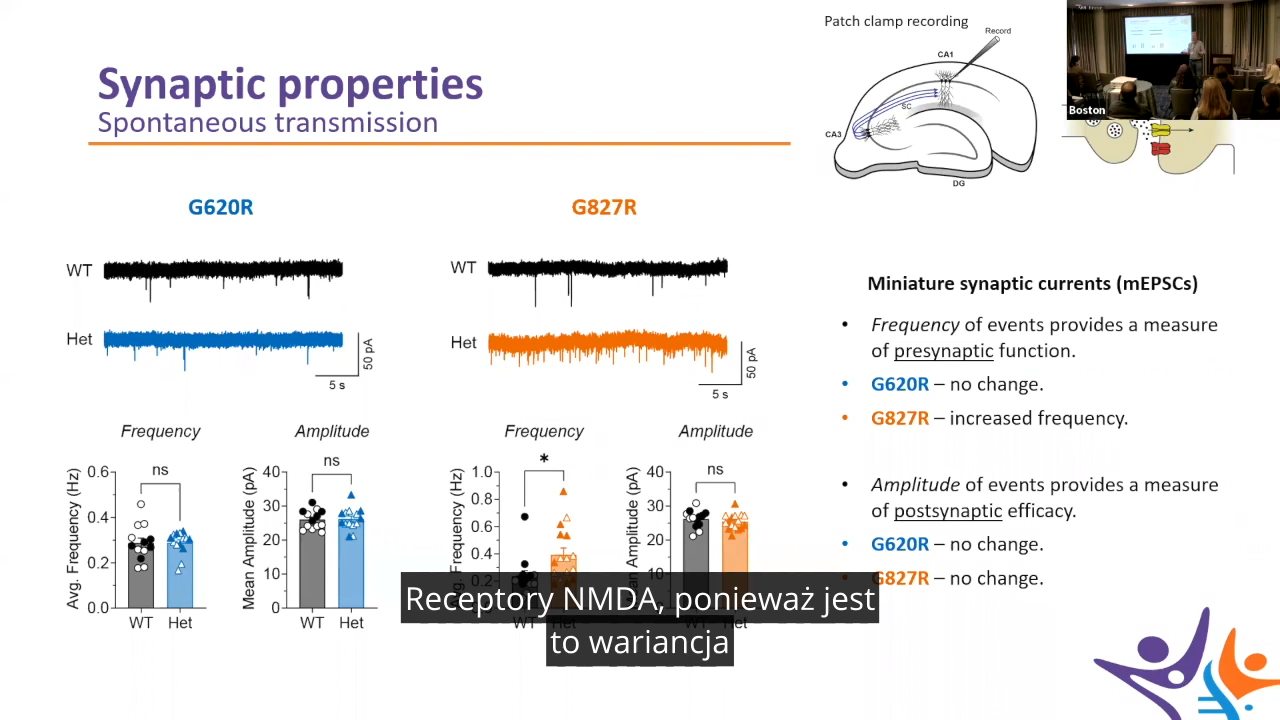 Patch clamp recording
Record
CA1
SC
CA3
DG
Boston
Synaptic properties
Spontaneous transmission
G620R
G827R
WT
Het
50 pA
5 s
WT
Het
50 pA
5 s
Frequency
Amplitude
Frequency
Amplitude
Avg. Frequency (Hz)
0.6
0.4
0.2
0.0
ns
WT
Het
Mean Amplitude (pA)
40
30
20
10
0
ns
WT
Het
Avg. Frequency (Hz)
1.0
0.8
0.6
0.4
0.2
*
WT
Het
Mean Amplitude (pA)
40
30
20
10
ns
WT
Het
Miniature synaptic currents (mEPSCs)
• Frequency of events provides a measure
of presynaptic function.
• G620R – no change.
• G827R – increased frequency.
• Amplitude of events provides a measure
of postsynaptic efficacy.
• G620R – no change.
• G827R – no change.
Receptory NMDA, ponieważ jest
to wariancja